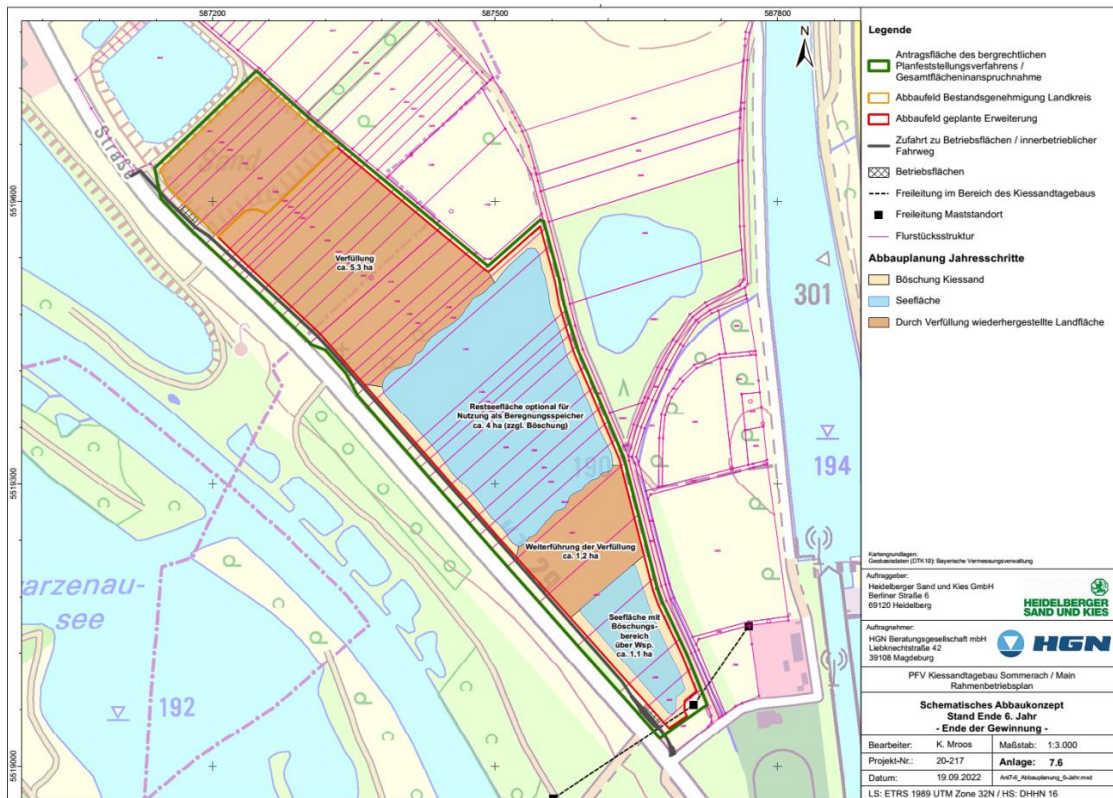 587200
587500
587800
N
5519600
5519300
5519000
Straße
Sand
Verfüllung
ca. 5,3 ha
Restseefläche optional für
Nutzung als Beregnungsspeicher
ca. 4 ha (zzgl. Böschung)
190
Weiterführung der Verfüllung
ca. 1,2 ha
Seefläche mit
Böschungs-
bereich
über Wsp.
ca. 1,1 ha
301
194
arzenau-
see
192
Legende
Antragsfläche des bergrechtlichen
Planfeststellungsverfahrens /
Gesamtflächeninanspruchnahme
Abbaufeld Bestandsgenehmigung Landkreis
Abbaufeld geplante Erweiterung
Zufahrt zu Betriebsflächen / innerbetrieblicher
Fahrweg
Betriebsflächen
Freileitung im Bereich des Kiessandtagebaus
Freileitung Maststandort
Flurstücksstruktur
Abbauplanung Jahresschritte
Böschung Kiessand
Seefläche
Durch Verfüllung wiederhergestellte Landfläche
Kartengrundlagen:
Geobasisdaten (DTK10): Bayerische Vermessungsverwaltung
Auftraggeber:
Heidelberger Sand und Kies GmbH
Berliner Straße 6
69120 Heidelberg
HEIDELBERGER
SAND UND KIES
Auftragnehmer:
HGN Beratungsgesellschaft mbH
Liebknechtstraße 42
39108 Magdeburg
HGN
PFV Kiessandtagebau Sommerach / Main
Rahmenbetriebsplan
Schematisches Abbaukonzept
Stand Ende 6. Jahr
- Ende der Gewinnung -
Bearbeiter: K. Mroos Maßstab: 1:3.000
Projekt-Nr.: 20-217 Anlage: 7.6
Datum: 19.09.2022 Anl7-6_Abbauplanung_6-Jahr.mxd
LS: ETRS 1989 UTM Zone 32N / HS: DHHN 16